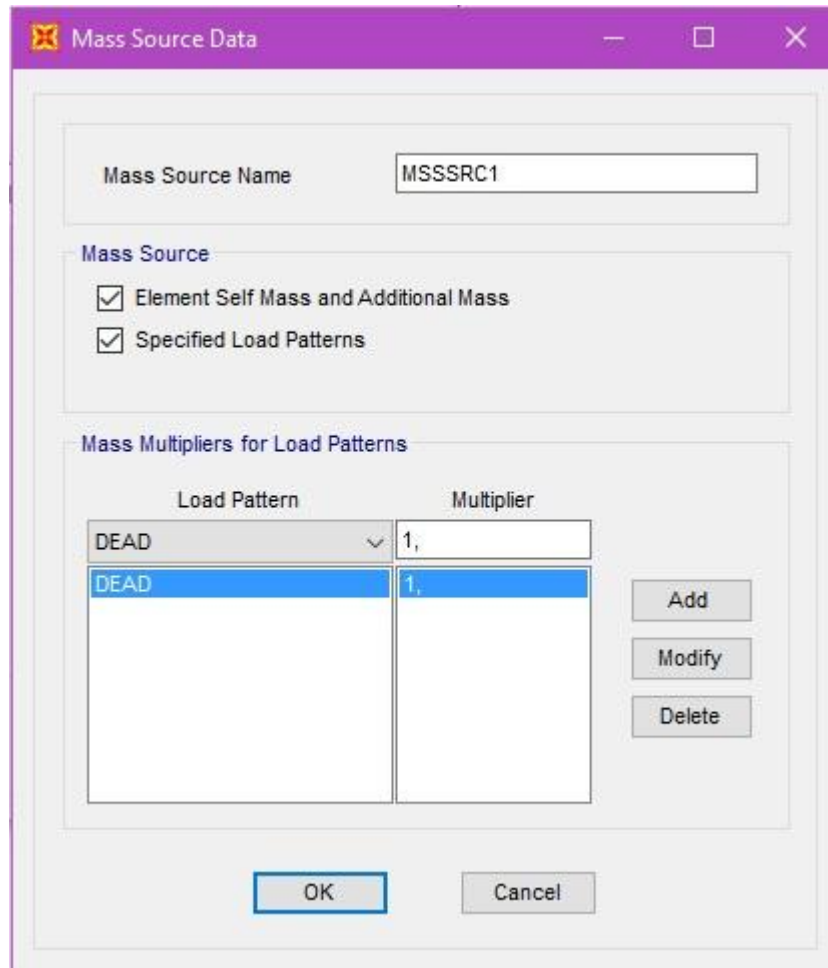 Mass Source Data
Mass Source Name MSSSRC1
Mass Source
Element Self Mass and Additional Mass
Specified Load Patterns
Mass Multipliers for Load Patterns
Load Pattern Multiplier
DEAD 1,
DEAD 1,
Add
Modify
Delete
OK Cancel